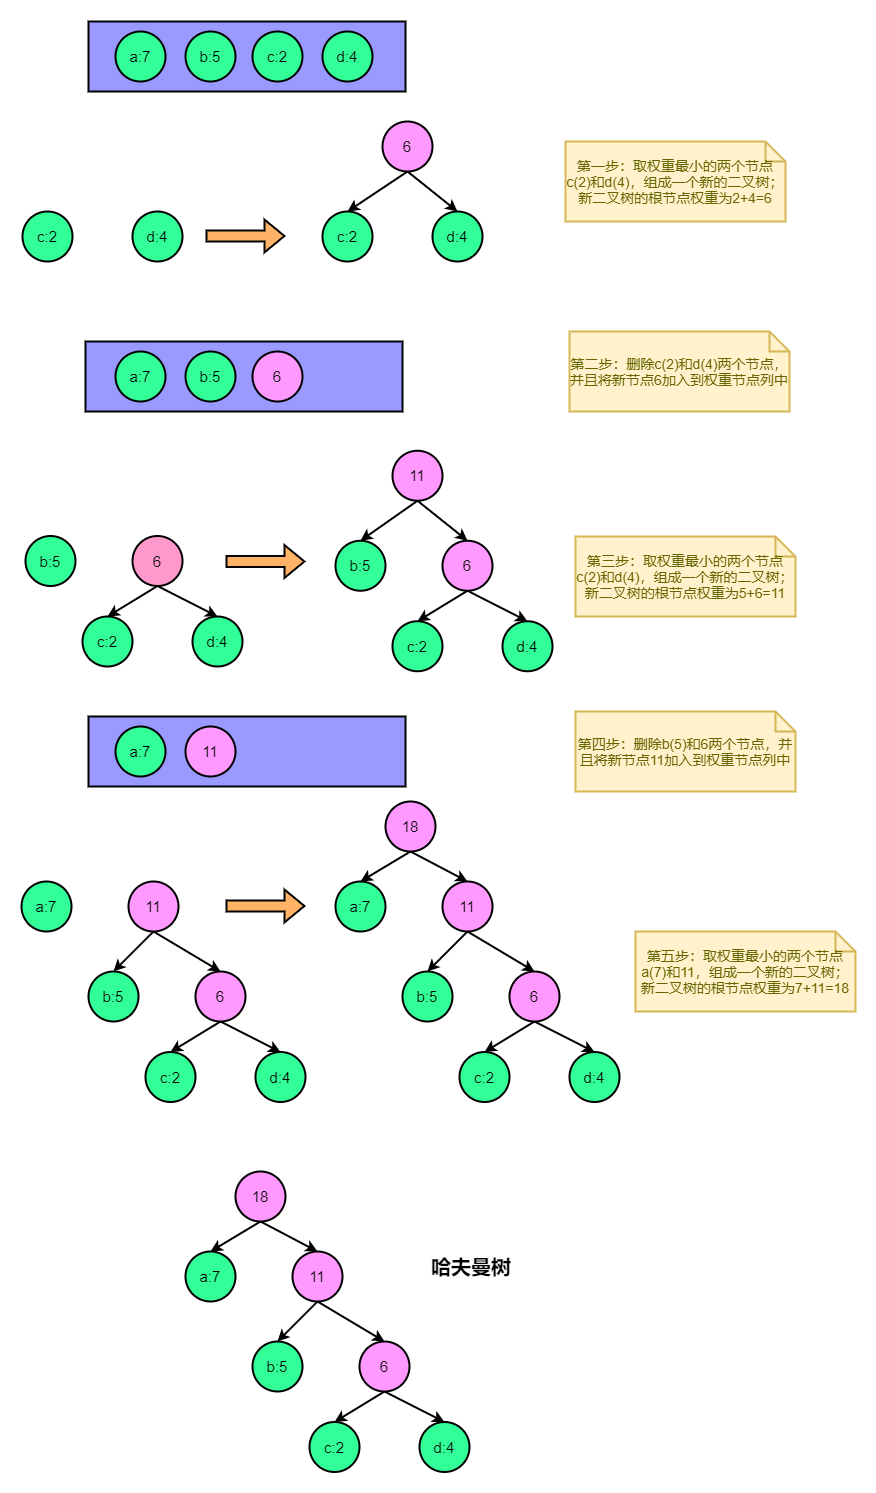 a:7 b:5 c:2 d:4
6
第一步：取权重最小的两个节点
c(2)和d(4)，组成一个新的二叉树；
新二叉树的根节点权重为2+4=6
c:2 d:4 c:2 d:4
第二步：删除c(2)和d(4)两个节点，
并且将新节点6加入到权重节点列中
a:7 b:5 6
11
b:5 6 b:5 6
第三步：取权重最小的两个节点
c(2)和d(4)，组成一个新的二叉树；
新二叉树的根节点权重为5+6=11
c:2 d:4 c:2 d:4
a:7 11
第四步：删除b(5)和6两个节点，并
且将新节点11加入到权重节点列中
18
a:7 11 a:7 11
第五步：取权重最小的两个节点
a(7)和11，组成一个新的二叉树；
新二叉树的根节点权重为7+11=18
b:5 6 b:5 6
c:2 d:4 c:2 d:4
18
a:7 11
哈夫曼树
b:5 6
c:2 d:4